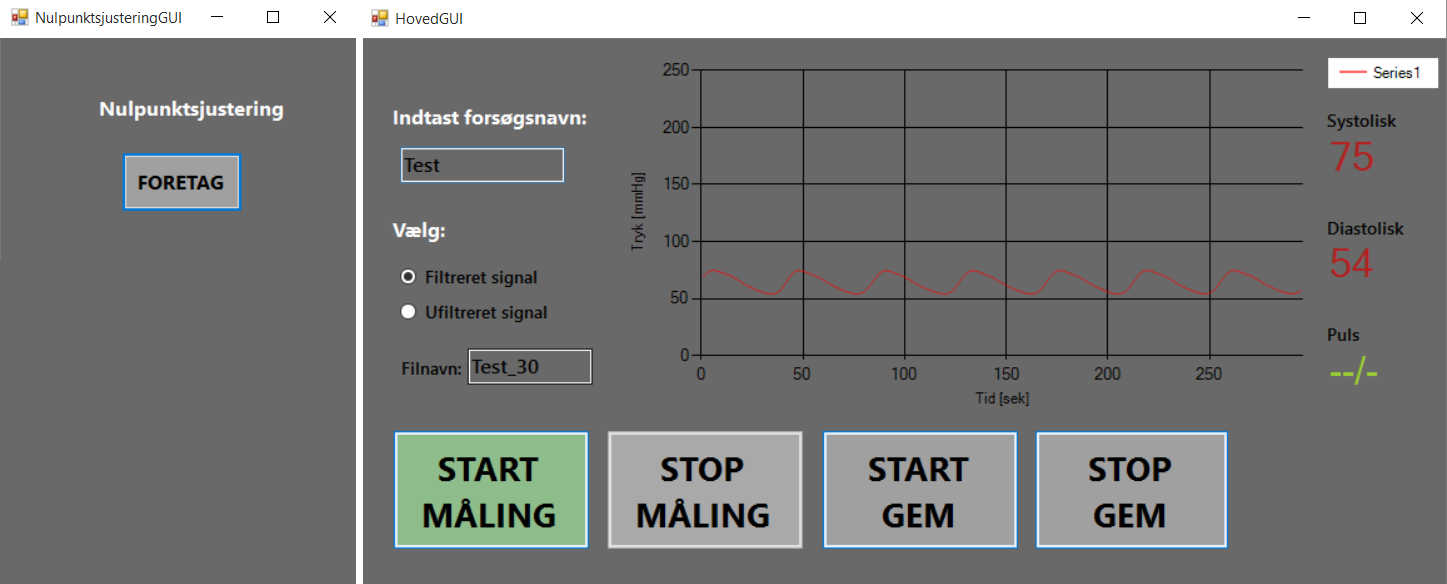 NulpunktsjusteringGUI
Nulpunktsjustering
FORETAG
HovedGUI
Indtast forsøgsnavn:
Test
Vælg:
Filtreret signal
Ufiltreret signal
Filnavn: Test_30
Tryk [mmHg]
250
200
150
100
50
0
0 50 100 150 200 250
Tid [sek]
Series1
Systolisk
75
Diastolisk
54
Puls
--/-
START
MÅLING
STOP
MÅLING
START
GEM
STOP
GEM